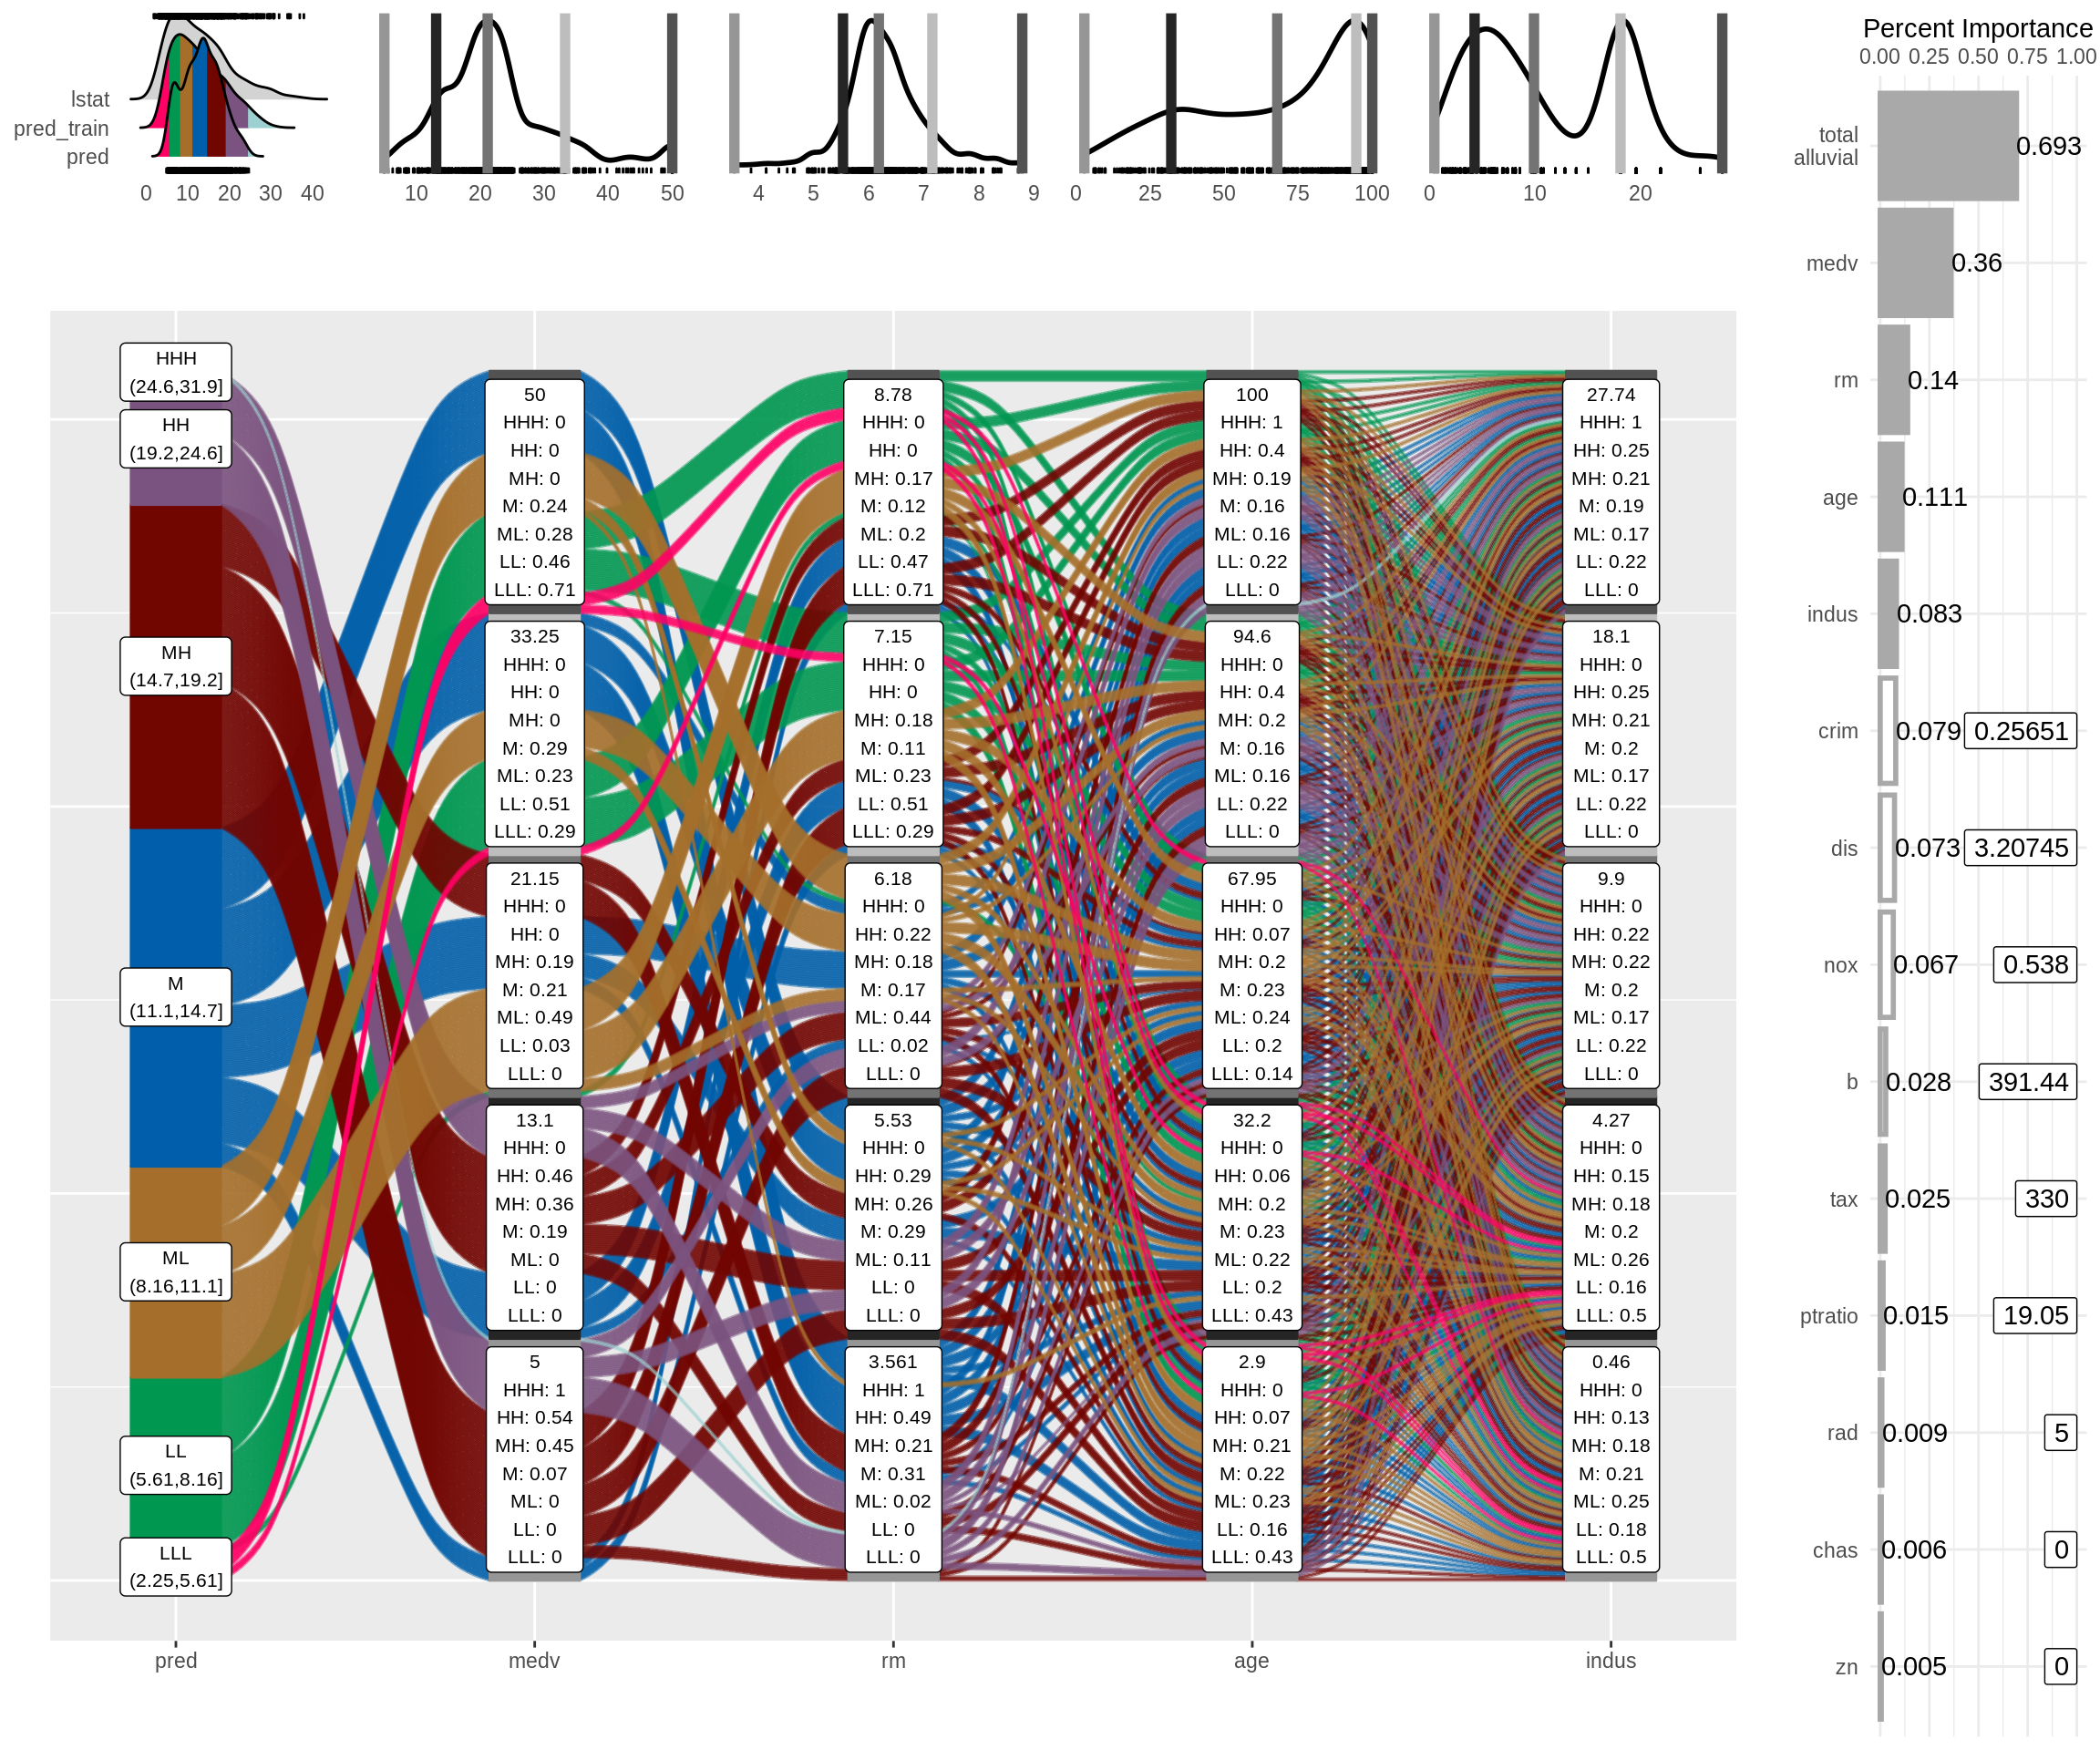 lstat
pred_train
pred
0 10 20 30 40
10 20 30 40 50
4 5 6 7 8 9
0 25 50 75 100
0 10 20
HHH
(24.6,31.9]
HH
(19.2,24.6]
MH
(14.7,19.2]
M
(11.1,14.7]
ML
(8.16,11.1]
LL
(5.61,8.16]
LLL
(2.25,5.61]
50
HHH: 0
HH: 0
MH: 0
M: 0.24
ML: 0.28
LL: 0.46
LLL: 0.71
33.25
HHH: 0
HH: 0
MH: 0
M: 0.29
ML: 0.23
LL: 0.51
LLL: 0.29
21.15
HHH: 0
HH: 0
MH: 0.19
M: 0.21
ML: 0.49
LL: 0.03
LLL: 0
13.1
HHH: 0
HH: 0.46
MH: 0.36
M: 0.19
ML: 0
LL: 0
LLL: 0
5
HHH: 1
HH: 0.54
MH: 0.45
M: 0.07
ML: 0
LL: 0
LLL: 0
8.78
HHH: 0
HH: 0
MH: 0.17
M: 0.12
ML: 0.2
LL: 0.47
LLL: 0.71
7.15
HHH: 0
HH: 0
MH: 0.18
M: 0.11
ML: 0.23
LL: 0.51
LLL: 0.29
6.18
HHH: 0
HH: 0.22
MH: 0.18
M: 0.17
ML: 0.44
LL: 0.02
LLL: 0
5.53
HHH: 0
HH: 0.29
MH: 0.26
M: 0.29
ML: 0.11
LL: 0
LLL: 0
3.561
HHH: 1
HH: 0.49
MH: 0.21
M: 0.31
ML: 0.02
LL: 0
LLL: 0
100
HHH: 1
HH: 0.4
MH: 0.19
M: 0.16
ML: 0.16
LL: 0.22
LLL: 0
94.6
HHH: 0
HH: 0.4
MH: 0.2
M: 0.16
ML: 0.16
LL: 0.22
LLL: 0
67.95
HHH: 0
HH: 0.07
MH: 0.2
M: 0.23
ML: 0.24
LL: 0.2
LLL: 0.14
32.2
HHH: 0
HH: 0.06
MH: 0.2
M: 0.23
ML: 0.22
LL: 0.2
LLL: 0.43
2.9
HHH: 0
HH: 0.07
MH: 0.21
M: 0.22
ML: 0.23
LL: 0.16
LLL: 0.43
27.74
HHH: 1
HH: 0.25
MH: 0.21
M: 0.19
ML: 0.17
LL: 0.22
LLL: 0
18.1
HHH: 0
HH: 0.25
MH: 0.21
M: 0.2
ML: 0.17
LL: 0.22
LLL: 0
9.9
HHH: 0
HH: 0.22
MH: 0.22
M: 0.2
ML: 0.17
LL: 0.22
LLL: 0
4.27
HHH: 0
HH: 0.15
MH: 0.18
M: 0.2
ML: 0.26
LL: 0.16
LLL: 0.5
0.46
HHH: 0
HH: 0.13
MH: 0.18
M: 0.21
ML: 0.25
LL: 0.18
LLL: 0.5
pred medv rm age indus
Percent Importance
0.00 0.25 0.50 0.75 1.00
total
alluvial 0.693
medv 0.36
rm 0.14
age 0.111
indus 0.083
crim 0.079 0.25651
dis 0.073 3.20745
nox 0.067 0.538
b 0.028 391.44
tax 0.025 330
ptratio 0.015 19.05
rad 0.009 5
chas 0.006 0
zn 0.005 0